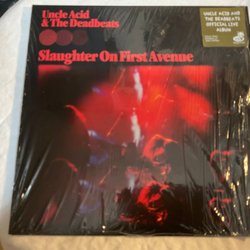 Uncle Acid
& The Deadbeats
Slaughter On First Avenue
UNCLE ACID AND
THE DEADBEATS
OFFICIAL LIVE
ALBUM